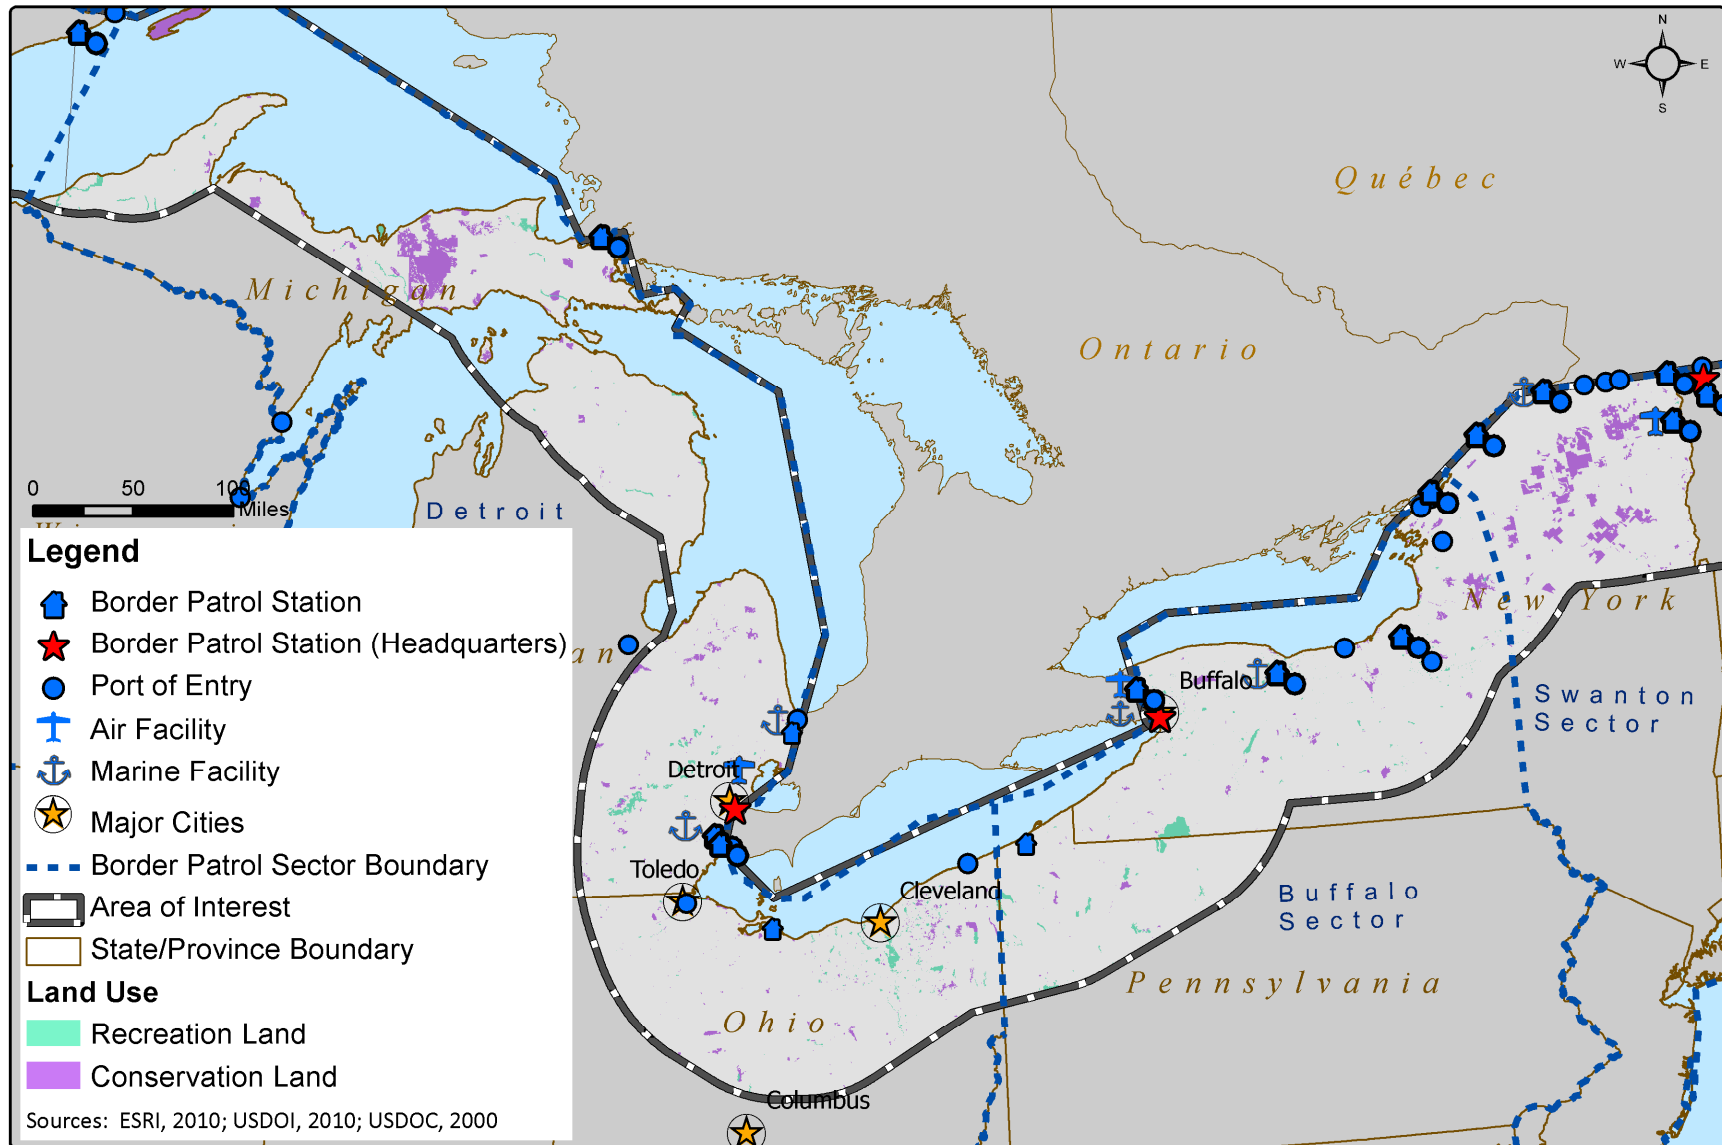 N
W E
S
Québec
Michigan
Ontario
0 50 100
Miles
Detroit
Legend
Border Patrol Station
Border Patrol Station (Headquarters)
Port of Entry
Air Facility
Marine Facility
Major Cities
Border Patrol Sector Boundary
Area of Interest
State/Province Boundary
Land Use
Recreation Land
Conservation Land
Sources: ESRI, 2010; USDOI, 2010; USDOC, 2000
an
New York
Buffalo
Swanton
Sector
Detroit
Toledo
Cleveland
Buffalo
Sector
Pennsylvania
Ohio
Columbus